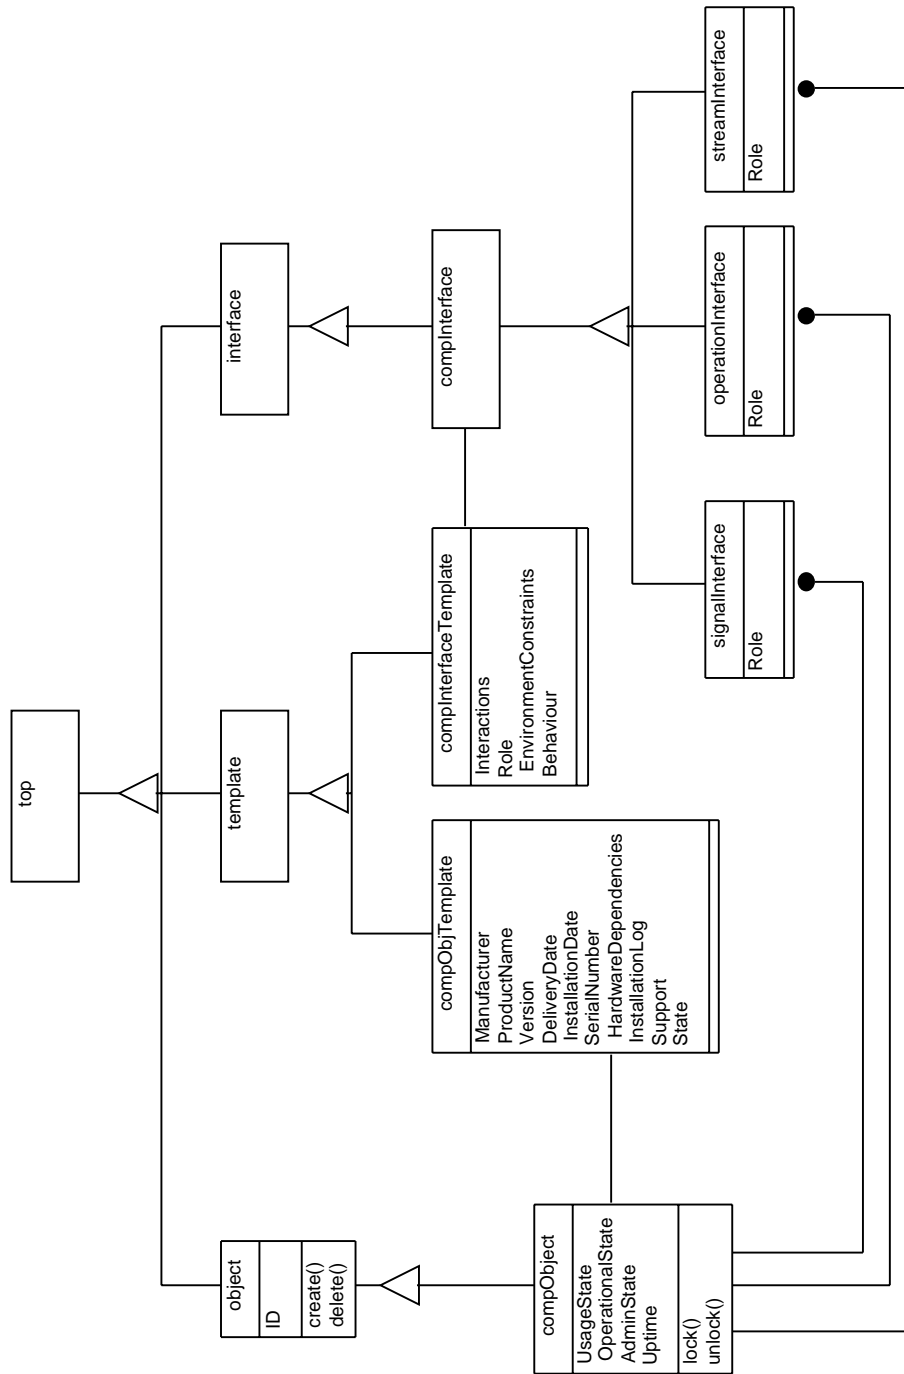 top
object
ID
create()
delete()
template
interface
compObject
UsageState
OperationalState
AdminState
Uptime
lock()
unlock()
compObjTemplate
Manufacturer
ProductName
Version
DeliveryDate
InstallationDate
SerialNumber
HardwareDependencies
InstallationLog
Support
State
compInterfaceTemplate
Interactions
Role
EnvironmentConstraints
Behaviour
compInterface
signalInterface
Role
operationInterface
Role
streamInterface
Role